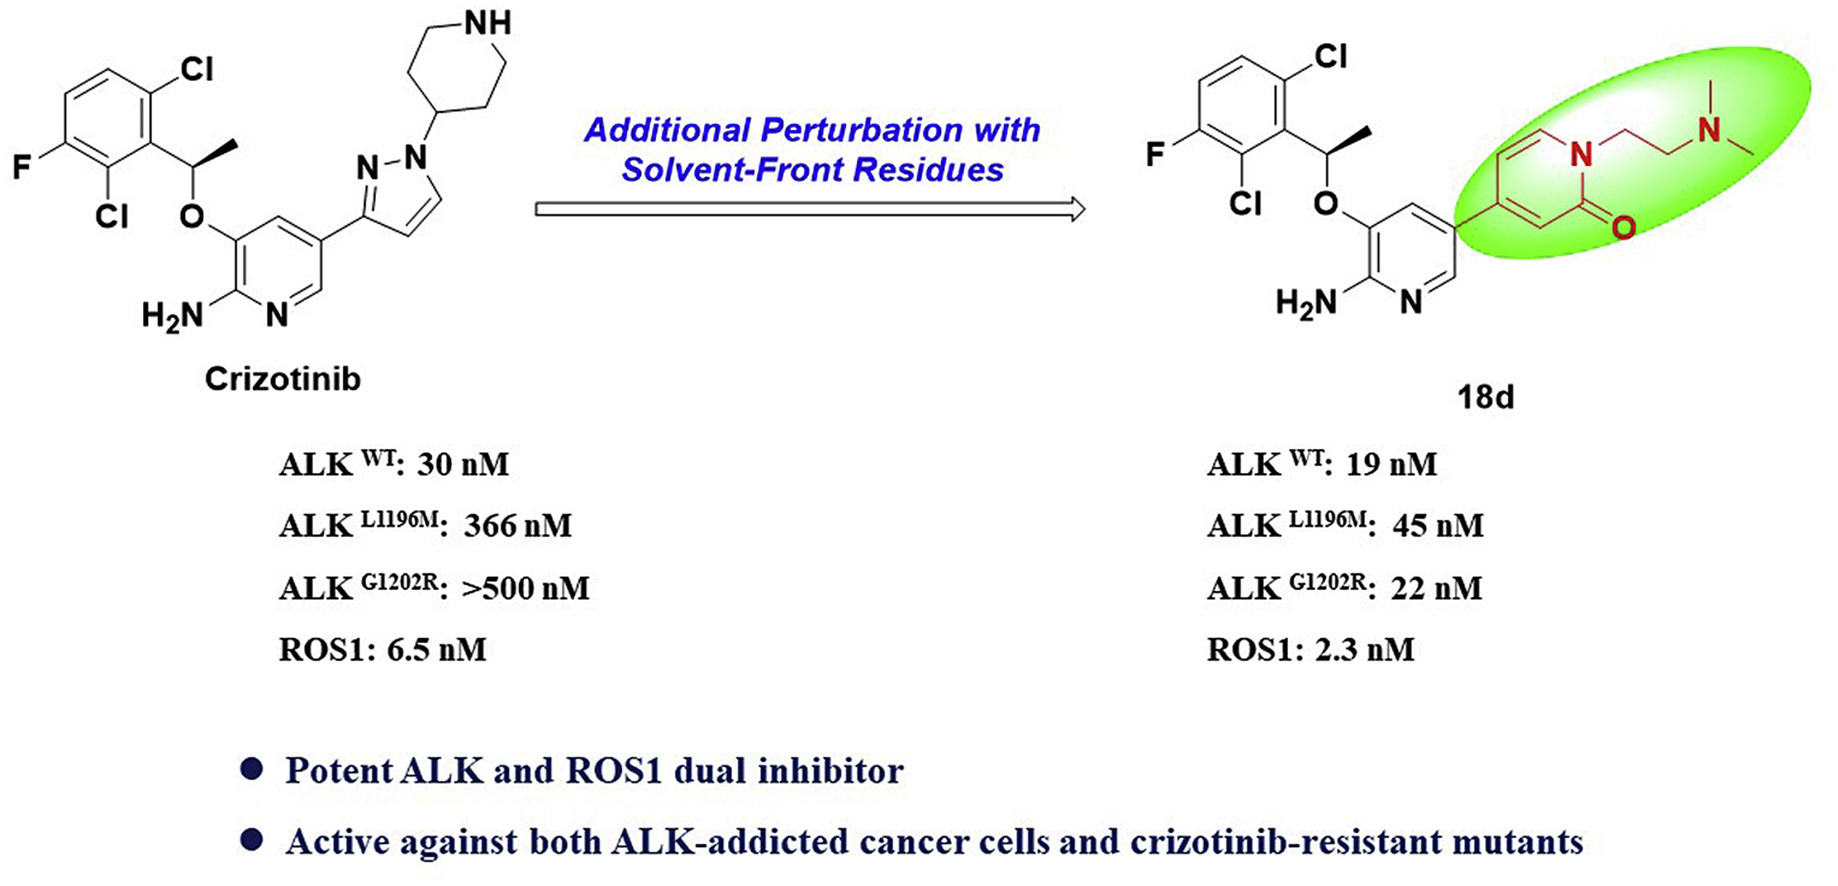 NH
Cl
N
N
F
Cl
O
H₂N
N
Crizotinib
Additional Perturbation with
Solvent-Front Residues
Cl
F
Cl
O
H₂N
N
N
N
O
18d
ALK ᵂᵀ: 30 nM
ALK L1196M: 366 nM
ALK G1202R: >500 nM
ROS1: 6.5 nM
ALK ᵂᵀ: 19 nM
ALK L1196M: 45 nM
ALK G1202R: 22 nM
ROS1: 2.3 nM
● Potent ALK and ROS1 dual inhibitor
● Active against both ALK-addicted cancer cells and crizotinib-resistant mutants